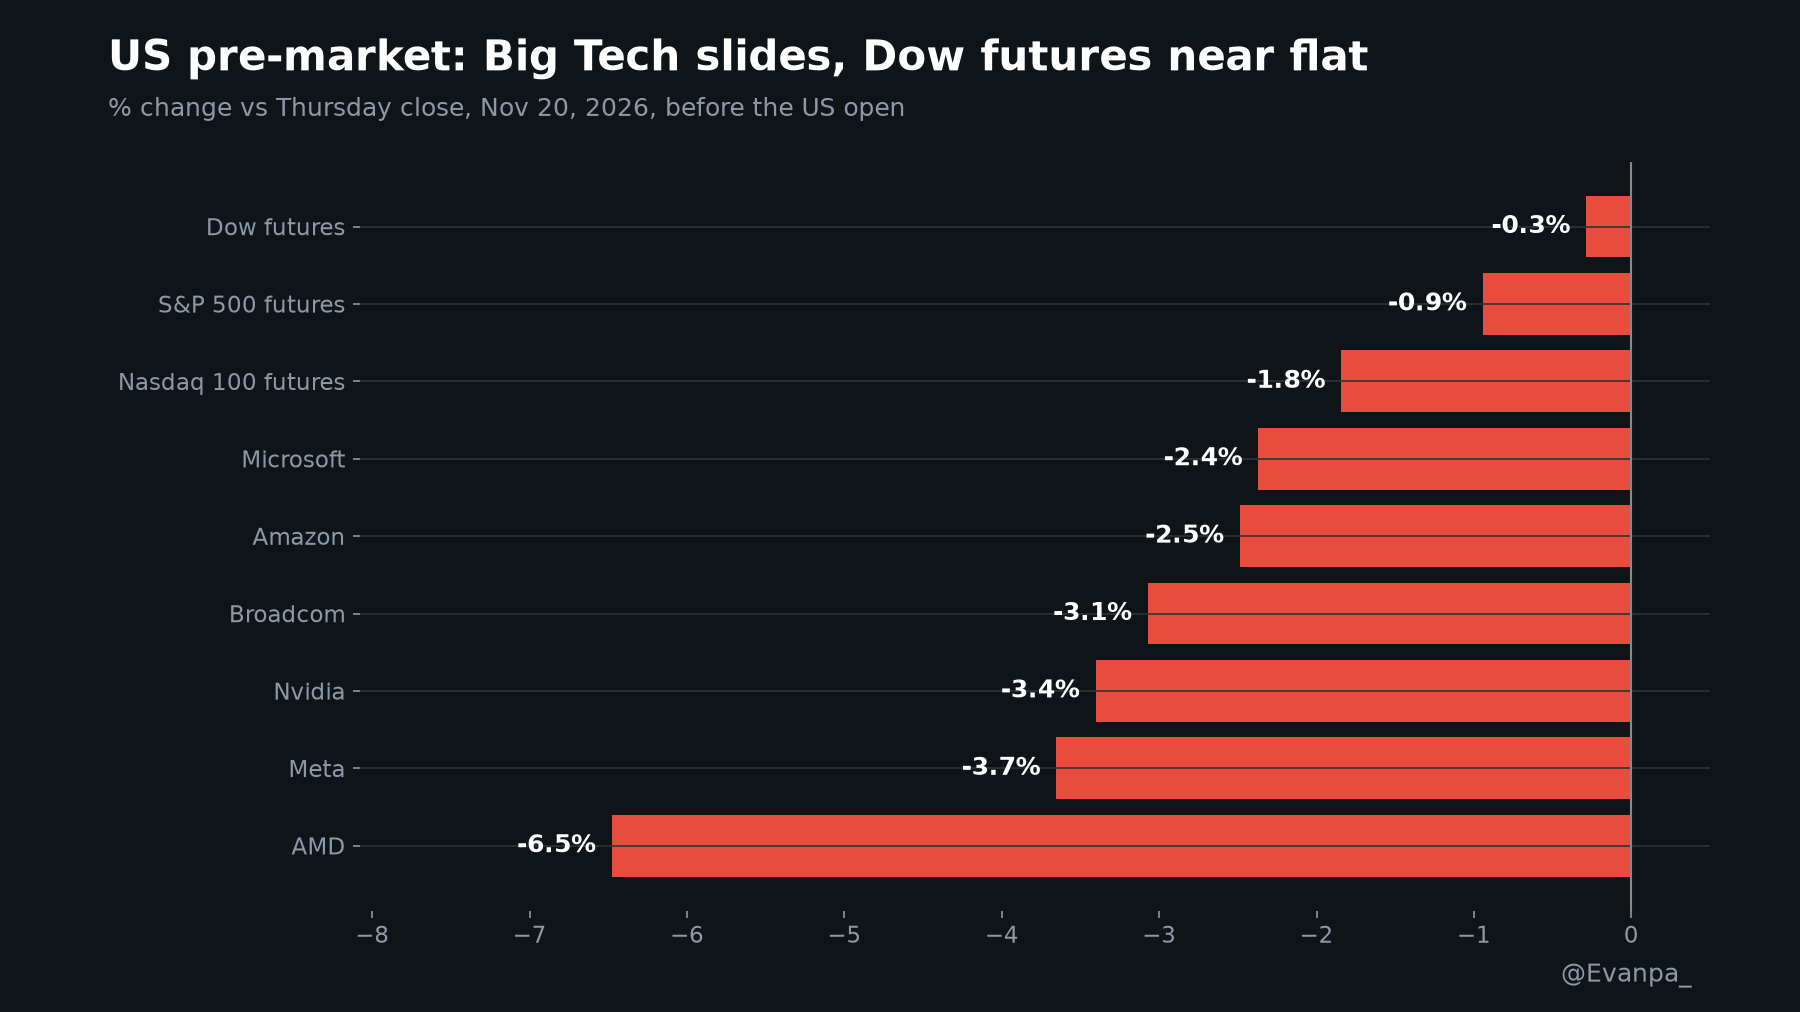 US pre-market: Big Tech slides, Dow futures near flat
% change vs Thursday close, Nov 20, 2026, before the US open
Dow futures -0.3%
S&P 500 futures -0.9%
Nasdaq 100 futures -1.8%
Microsoft -2.4%
Amazon -2.5%
Broadcom -3.1%
Nvidia -3.4%
Meta -3.7%
AMD -6.5%
−8 −7 −6 −5 −4 −3 −2 −1 0
@Evanpa_